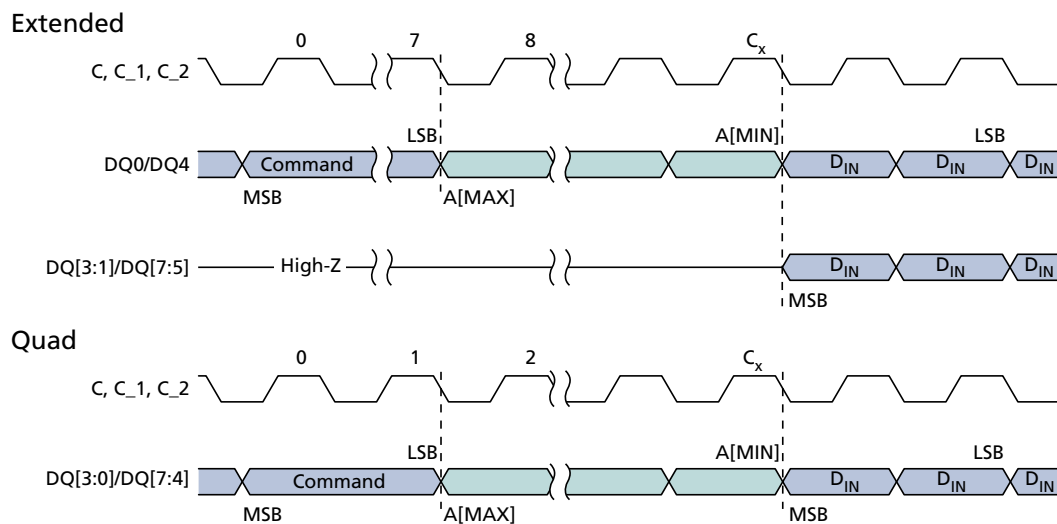 Extended
0 7 8 Cx
C, C_1, C_2
LSB A[MIN] LSB
DQ0/DQ4 Command DIN DIN DIN
MSB A[MAX]
DQ[3:1]/DQ[7:5] High-Z DIN DIN DIN
MSB
Quad
0 1 2 Cx
C, C_1, C_2
LSB A[MIN] LSB
DQ[3:0]/DQ[7:4] Command DIN DIN DIN
MSB A[MAX] MSB